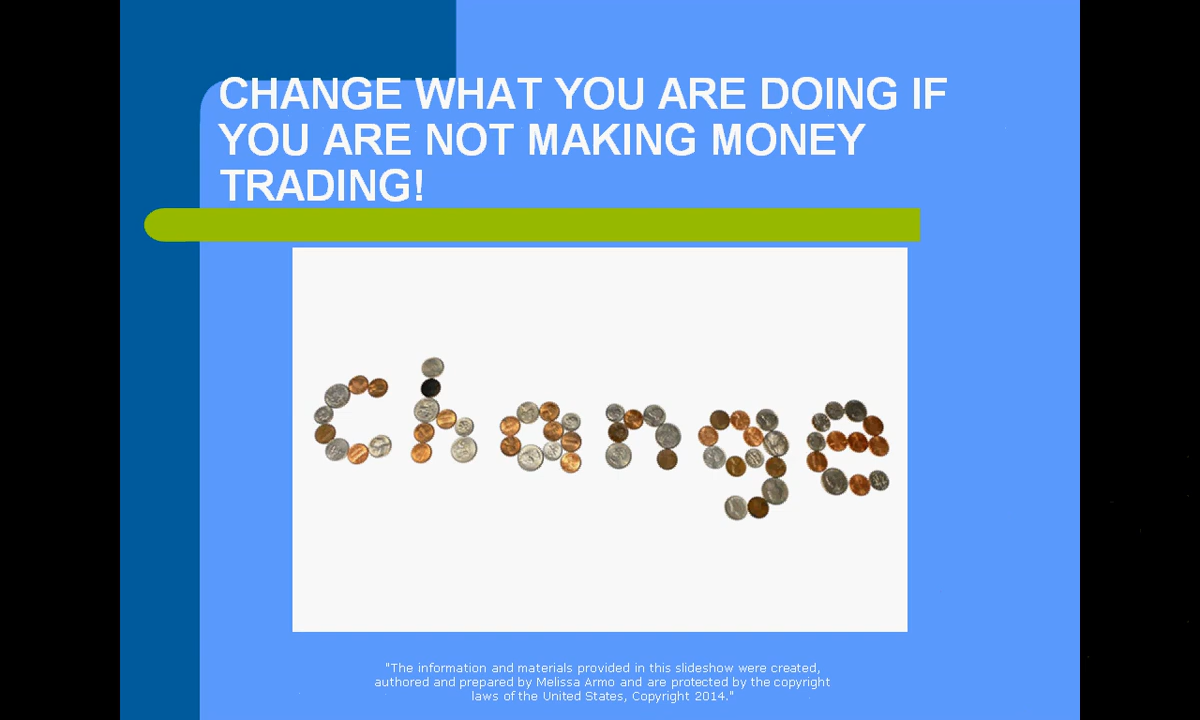 CHANGE WHAT YOU ARE DOING IF
YOU ARE NOT MAKING MONEY
TRADING!
change
"The information and materials provided in this slideshow were created,
authored and prepared by Melissa Armo and are protected by the copyright
laws of the United States, Copyright 2014."